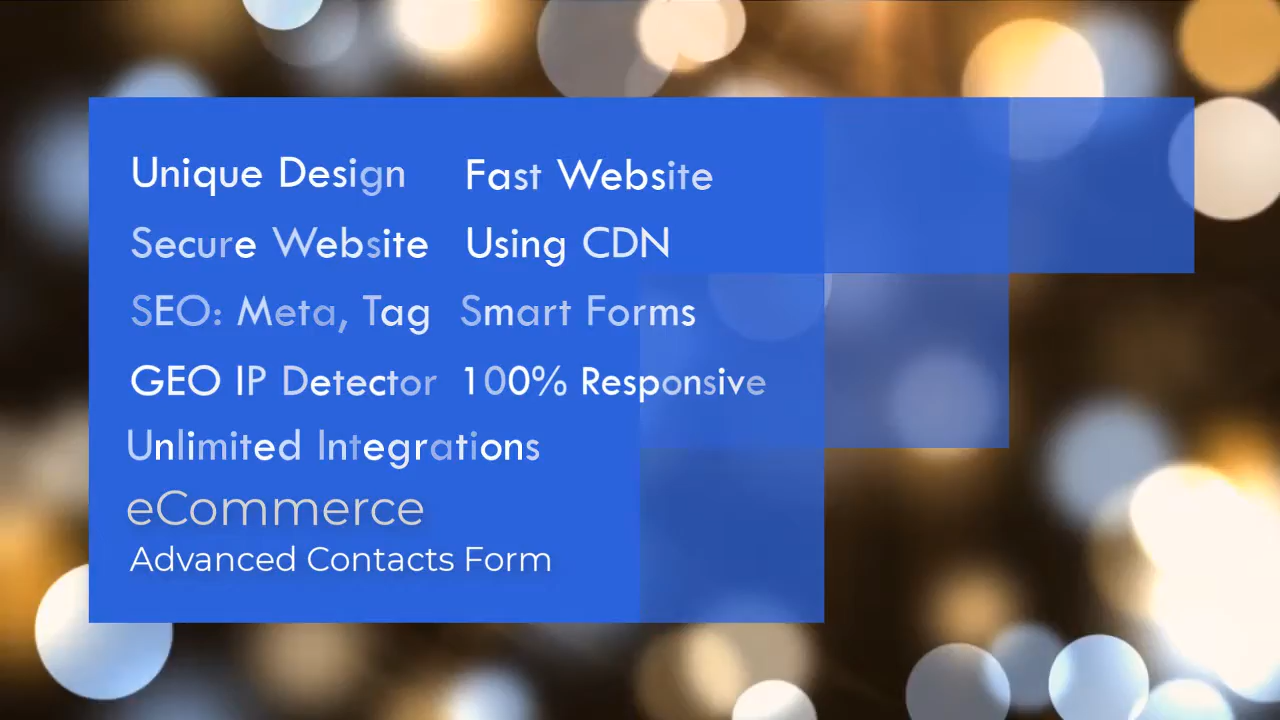 Unique Design Fast Website
Secure Website Using CDN
SEO: Meta, Tag Smart Forms
GEO IP Detector 100% Responsive
Unlimited Integrations
eCommerce
Advanced Contacts Form